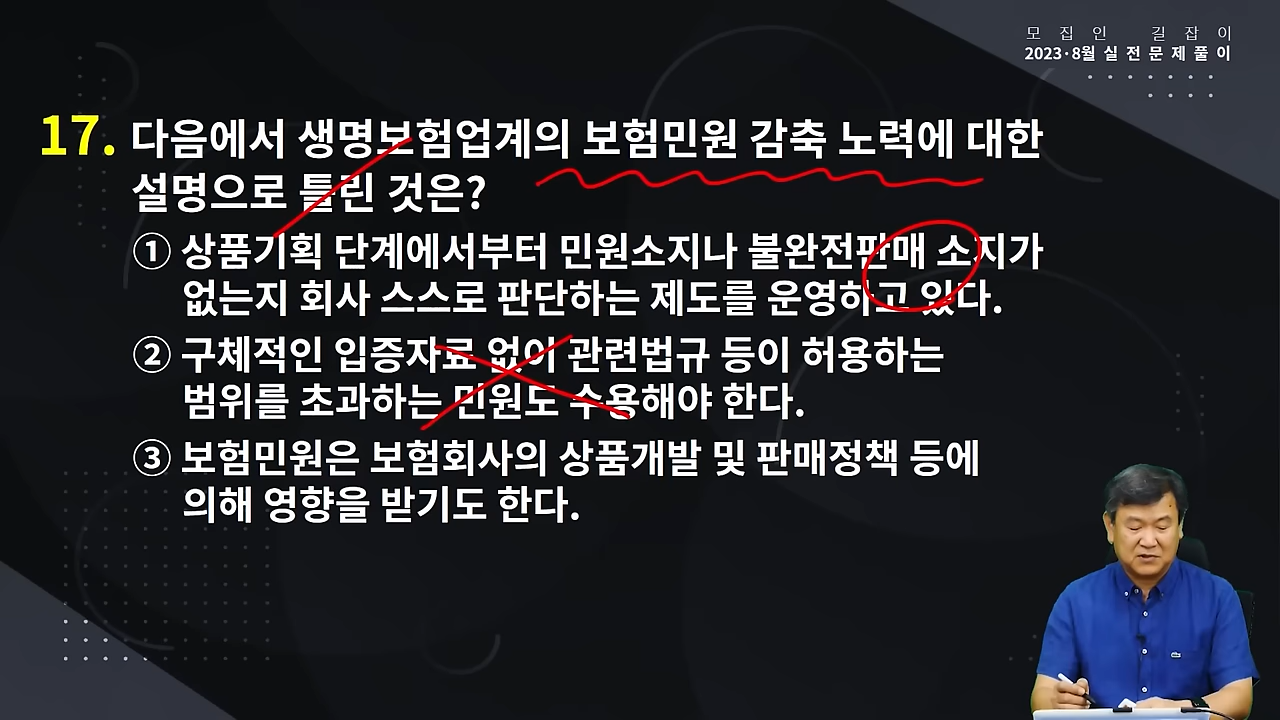 모집인 길잡이
2023·8월 실전문제풀이
17. 다음에서 생명보험업계의 보험민원 감축 노력에 대한
설명으로 틀린 것은?
① 상품기획 단계에서부터 민원소지나 불완전판매 소지가
없는지 회사 스스로 판단하는 제도를 운영하고 있다.
② 구체적인 입증자료 없이 관련법규 등이 허용하는
범위를 초과하는 민원도 수용해야 한다.
③ 보험민원은 보험회사의 상품개발 및 판매정책 등에
의해 영향을 받기도 한다.